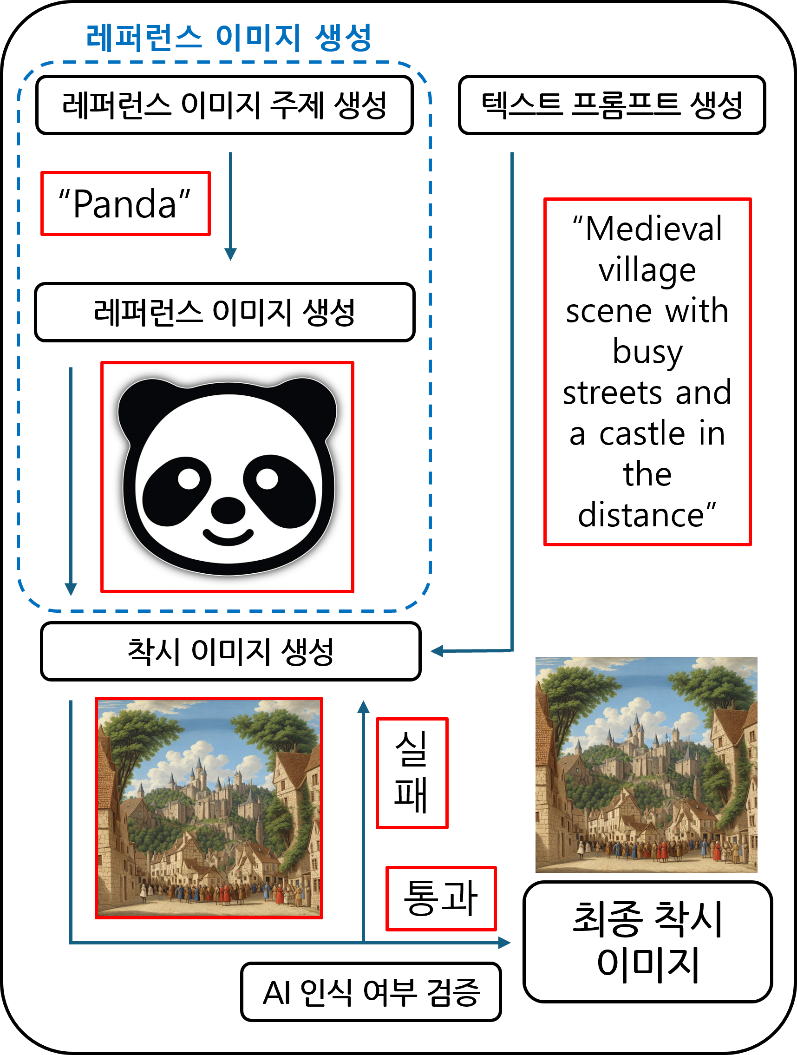 레퍼런스 이미지 생성
레퍼런스 이미지 주제 생성
텍스트 프롬프트 생성
“Panda”
“Medieval
village
scene with
busy
streets and
a castle in
the
distance”
레퍼런스 이미지 생성
착시 이미지 생성
실
패
통과
최종 착시
이미지
AI 인식 여부 검증